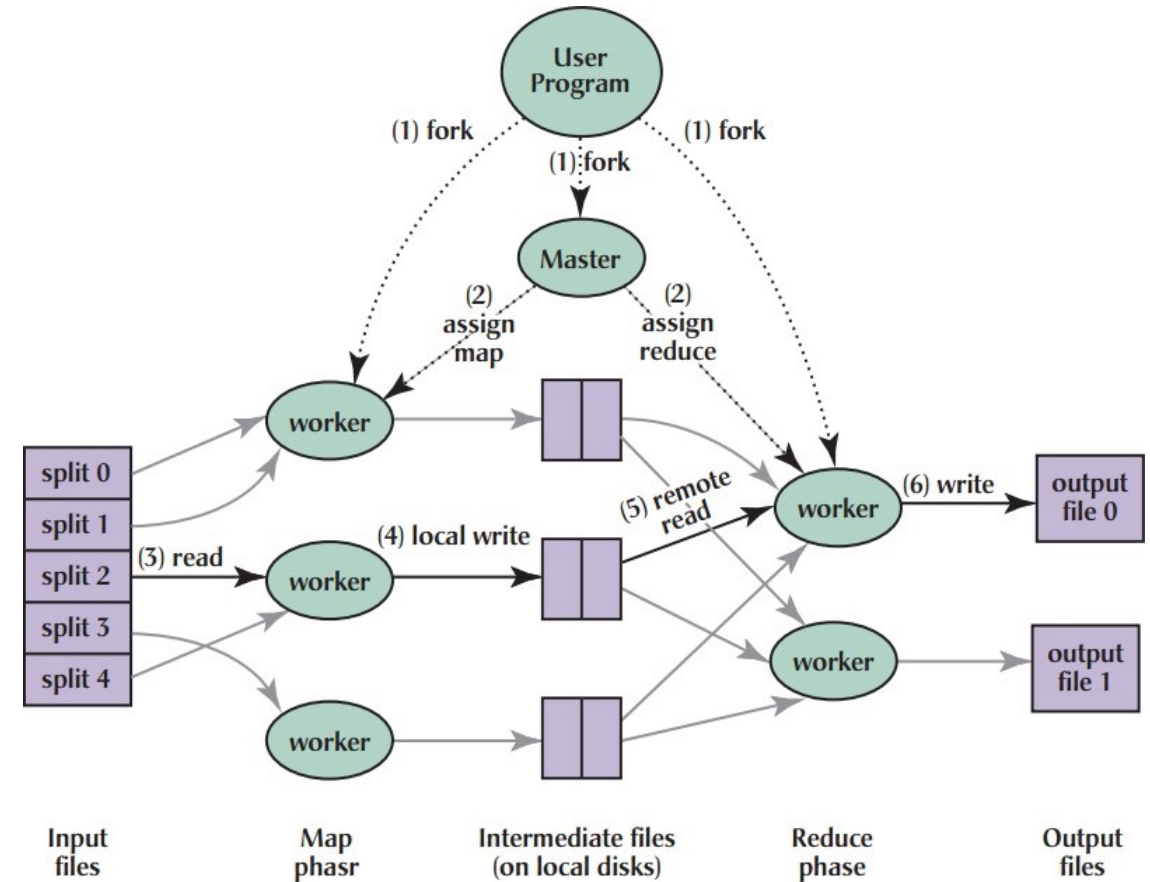 User
Program
(1) fork
(1) fork
(1) fork
Master
(2)
assign
map
(2)
assign
reduce
worker
split 0
split 1
split 2
split 3
split 4
(3) read
worker
(4) local write
worker
(5) remote
read
worker
(6) write
output
file 0
worker
output
file 1
Input
files
Map
phasr
Intermediate files
(on local disks)
Reduce
phase
Output
files